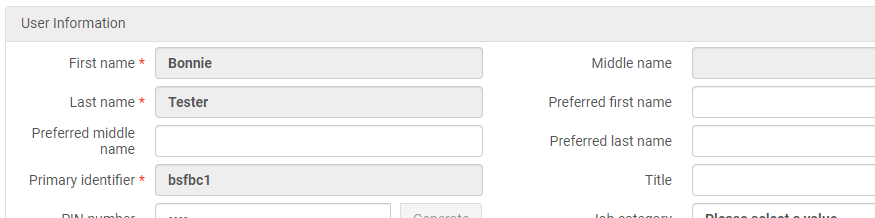 User Information
First name * Bonnie Middle name
Last name * Tester Preferred first name
Preferred middle name Preferred last name
Primary identifier * bsfbc1 Title
PIN number Generate Job category Please select a value